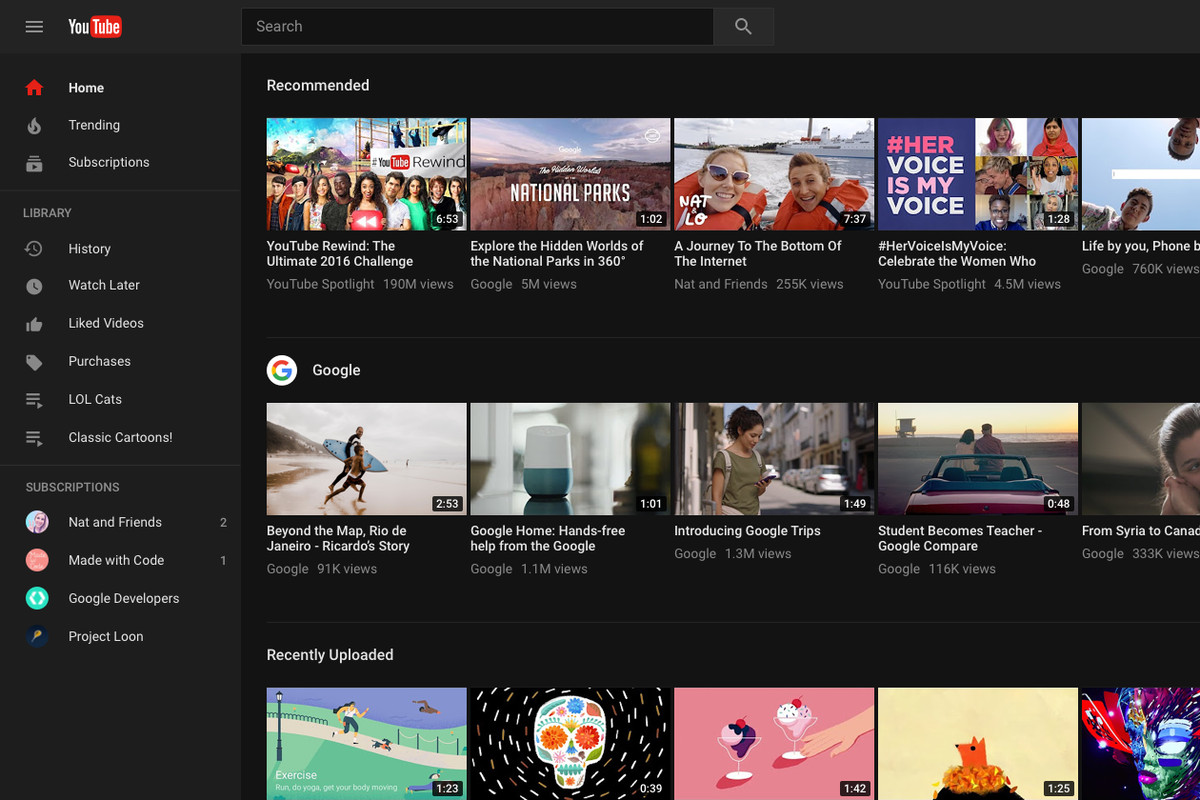 YouTube
Search
Home
Trending
Subscriptions
LIBRARY
History
Watch Later
Liked Videos
Purchases
LOL Cats
Classic Cartoons!
SUBSCRIPTIONS
Nat and Friends 2
Made with Code 1
Google Developers
Project Loon
Recommended
#YouTube Rewind
6:53
YouTube Rewind: The
Ultimate 2016 Challenge
YouTube Spotlight 190M views
Google
The Hidden Worlds
NATIONAL PARKS
1:02
Explore the Hidden Worlds of
the National Parks in 360°
Google 5M views
NAT
& LO
7:37
A Journey To The Bottom Of
The Internet
Nat and Friends 255K views
#HER
VOICE
IS MY
VOICE
1:28
#HerVoiceIsMyVoice:
Celebrate the Women Who
YouTube Spotlight 4.5M views
Life by you, Phone b
Google 760K views
Google
2:53
Beyond the Map, Rio de
Janeiro - Ricardo's Story
Google 91K views
1:01
Google Home: Hands-free
help from the Google
Google 1.1M views
1:49
Introducing Google Trips
Google 1.3M views
0:48
Student Becomes Teacher -
Google Compare
Google 116K views
From Syria to Canad
Google 333K views
Recently Uploaded
Exercise
Run, do yoga, get your body moving
1:23
0:39
1:42
1:25